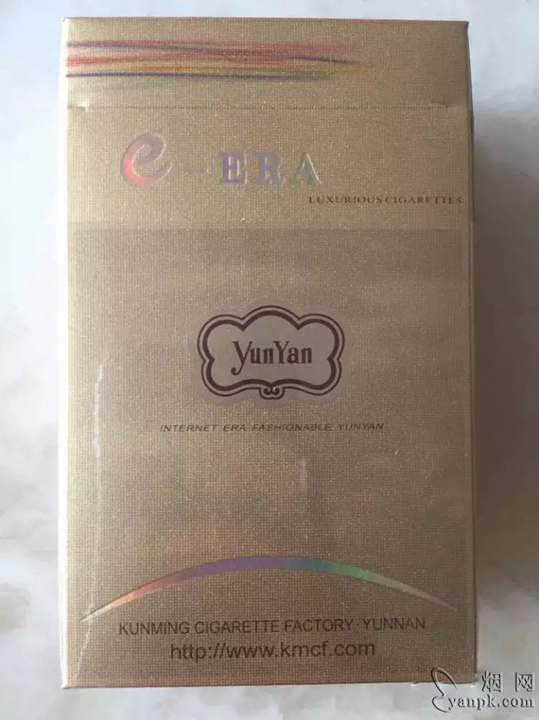 e-ERA
LUXURIOUS CIGARETTES
YunYan
INTERNET ERA FASHIONABLE YUNYAN
KUNMING CIGARETTE FACTORY, YUNNAN
http://www.kmcf.com
烟网
yanpk.com